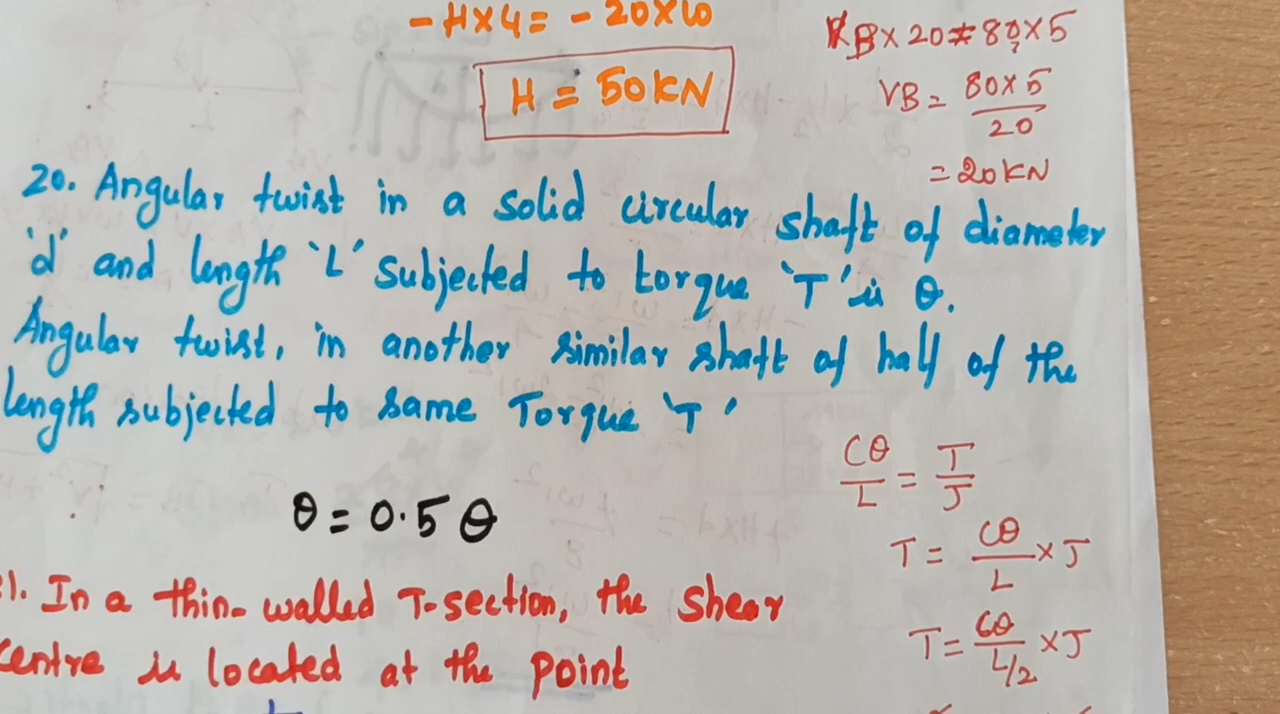 -H×4 = -20×10
H = 50KN
VB×20=80×5
VB = 80×5
20
= 20KN
20. Angular twist in a solid circular shaft of diameter
'd' and length 'L' subjected to torque 'T' is θ.
Angular twist, in another similar shaft of half of the
length subjected to same Torque 'T'
θ = 0.5 θ
Cθ/L = T/J
T = Cθ/L × J
T = Cθ/L/2 × J
21. In a thin-walled T-section, the shear
centre is located at the point